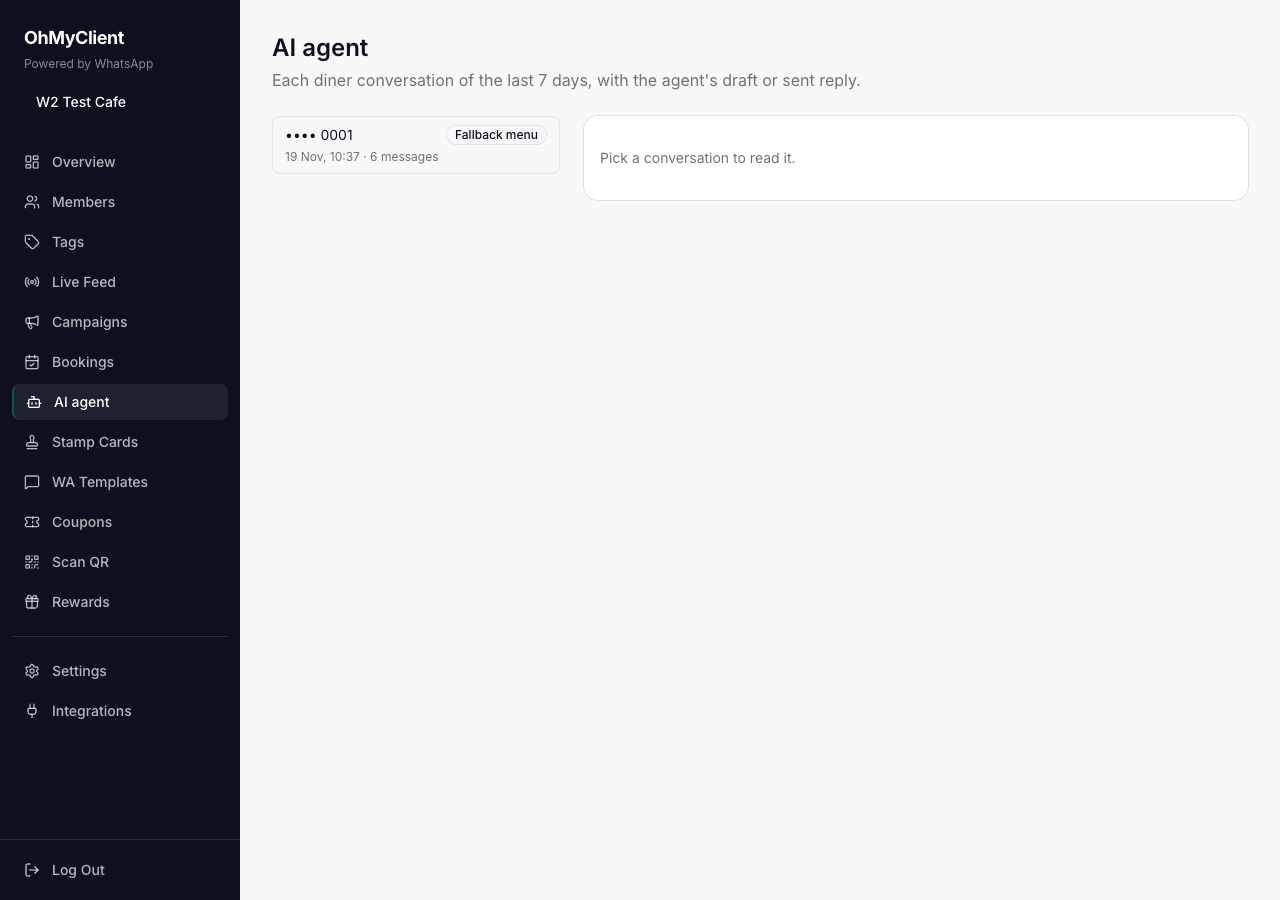 OhMyClient
Powered by WhatsApp
W2 Test Cafe
Overview
Members
Tags
Live Feed
Campaigns
Bookings
AI agent
Stamp Cards
WA Templates
Coupons
Scan QR
Rewards
Settings
Integrations
Log Out
AI agent
Each diner conversation of the last 7 days, with the agent's draft or sent reply.
•••• 0001 Fallback menu
19 Nov, 10:37 · 6 messages
Pick a conversation to read it.